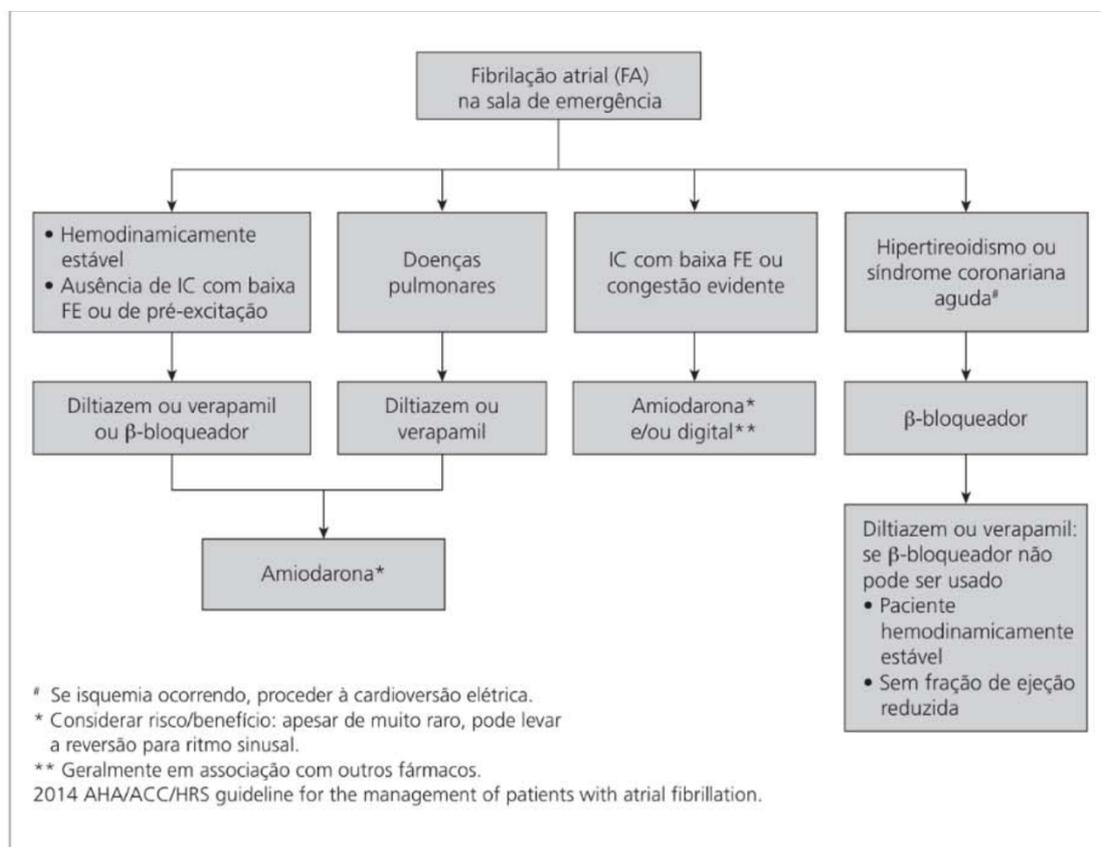 Fibrilação atrial (FA)
na sala de emergência
• Hemodinamicamente
estável
• Ausência de IC com baixa
FE ou de pré-excitação
Doenças
pulmonares
IC com baixa FE ou
congestão evidente
Hipertireoidismo ou
síndrome coronariana
aguda#
Diltiazem ou verapamil
ou β-bloqueador
Diltiazem ou
verapamil
Amiodarona*
e/ou digital**
β-bloqueador
Amiodarona*
Diltiazem ou verapamil:
se β-bloqueador não
pode ser usado
• Paciente
hemodinamicamente
estável
• Sem fração de ejeção
reduzida
# Se isquemia ocorrendo, proceder à cardioversão elétrica.
* Considerar risco/benefício: apesar de muito raro, pode levar
a reversão para ritmo sinusal.
** Geralmente em associação com outros fármacos.
2014 AHA/ACC/HRS guideline for the management of patients with atrial fibrillation.